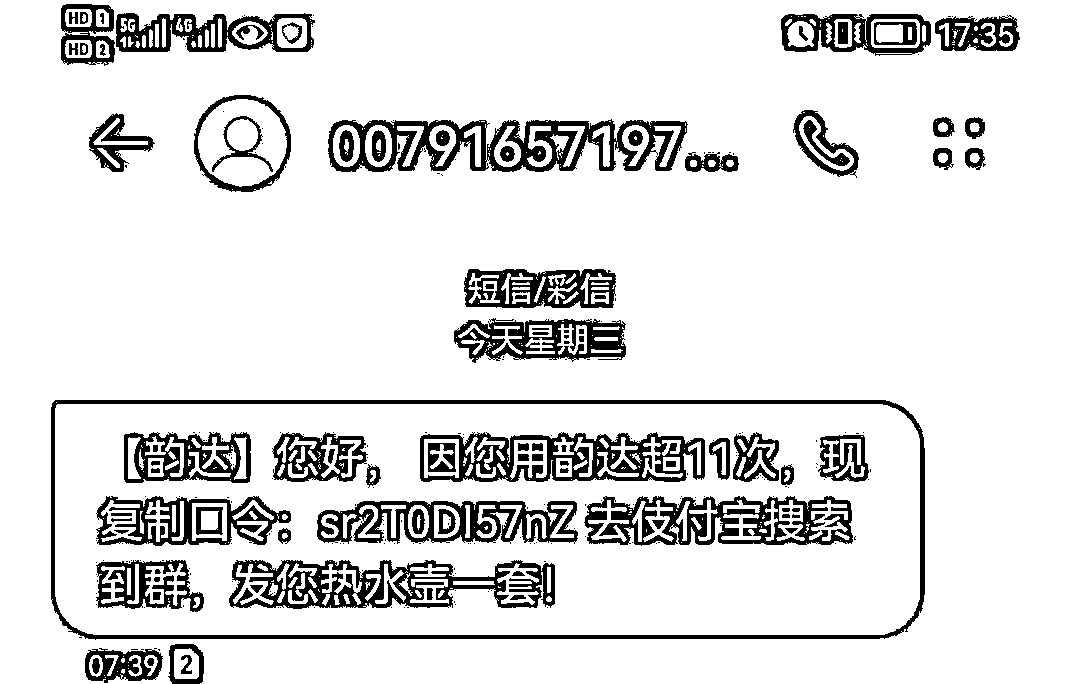 HD 1 5G 4G 17:35
HD 2
00791657197...
短信/彩信
今天星期三
【韵达】您好， 因您用韵达超11次，现
复制口令：sr2T0Dl57nZ 去伎付宝搜索
到群，发您热水壶一套！
07:39 2